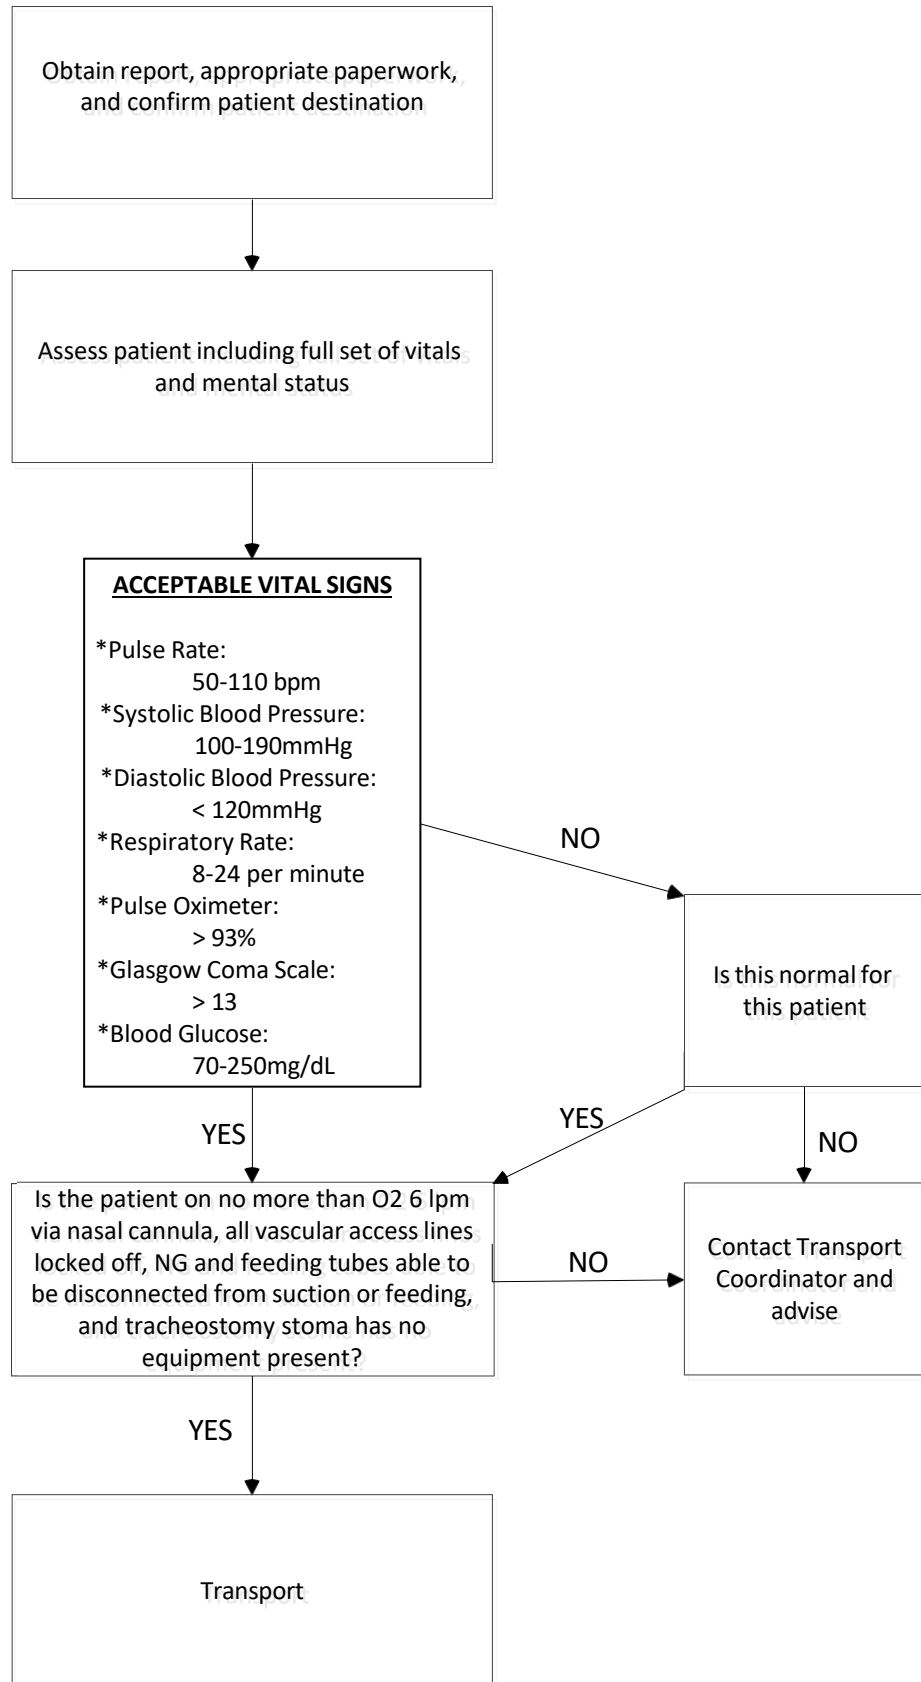 Obtain report, appropriate paperwork,
and confirm patient destination
Assess patient including full set of vitals
and mental status
ACCEPTABLE VITAL SIGNS
*Pulse Rate:
50-110 bpm
*Systolic Blood Pressure:
100-190mmHg
*Diastolic Blood Pressure:
< 120mmHg
*Respiratory Rate:
8-24 per minute
*Pulse Oximeter:
> 93%
*Glasgow Coma Scale:
> 13
*Blood Glucose:
70-250mg/dL
NO
Is this normal for
this patient
YES
YES
NO
Is the patient on no more than O2 6 lpm
via nasal cannula, all vascular access lines
locked off, NG and feeding tubes able to
be disconnected from suction or feeding,
and tracheostomy stoma has no
equipment present?
NO
Contact Transport
Coordinator and
advise
YES
Transport